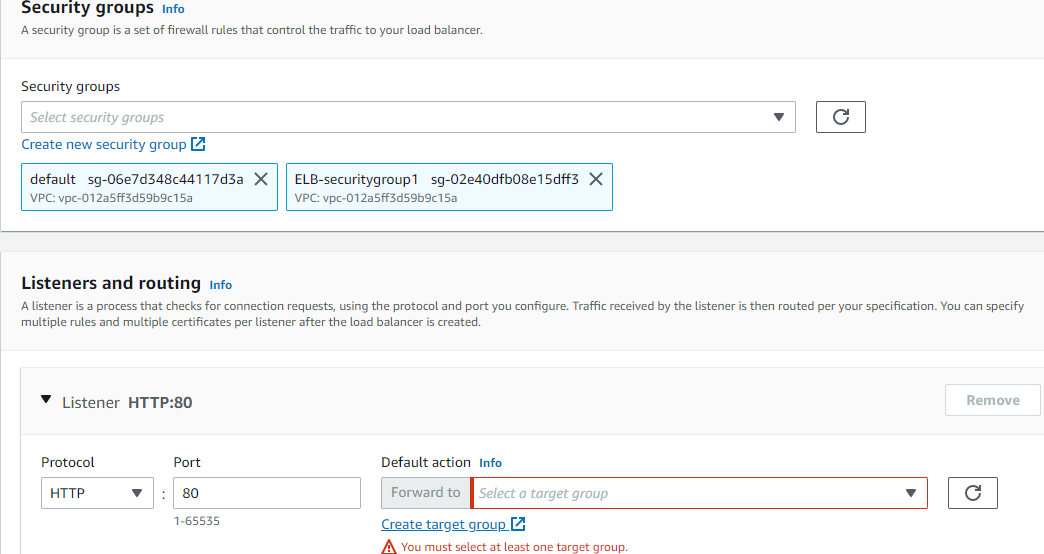 Security groups Info
A security group is a set of firewall rules that control the traffic to your load balancer.
Security groups
Select security groups
Create new security group
default sg-06e7d348c44117d3a
VPC: vpc-012a5ff3d59b9c15a
ELB-securitygroup1 sg-02e40dfb08e15dff3
VPC: vpc-012a5ff3d59b9c15a
Listeners and routing Info
A listener is a process that checks for connection requests, using the protocol and port you configure. Traffic received by the listener is then routed per your specification. You can specify
multiple rules and multiple certificates per listener after the load balancer is created.
Listener HTTP:80
Remove
Protocol
Port
Default action Info
HTTP
:
80
Forward to
Select a target group
1-65535
Create target group
You must select at least one target group.